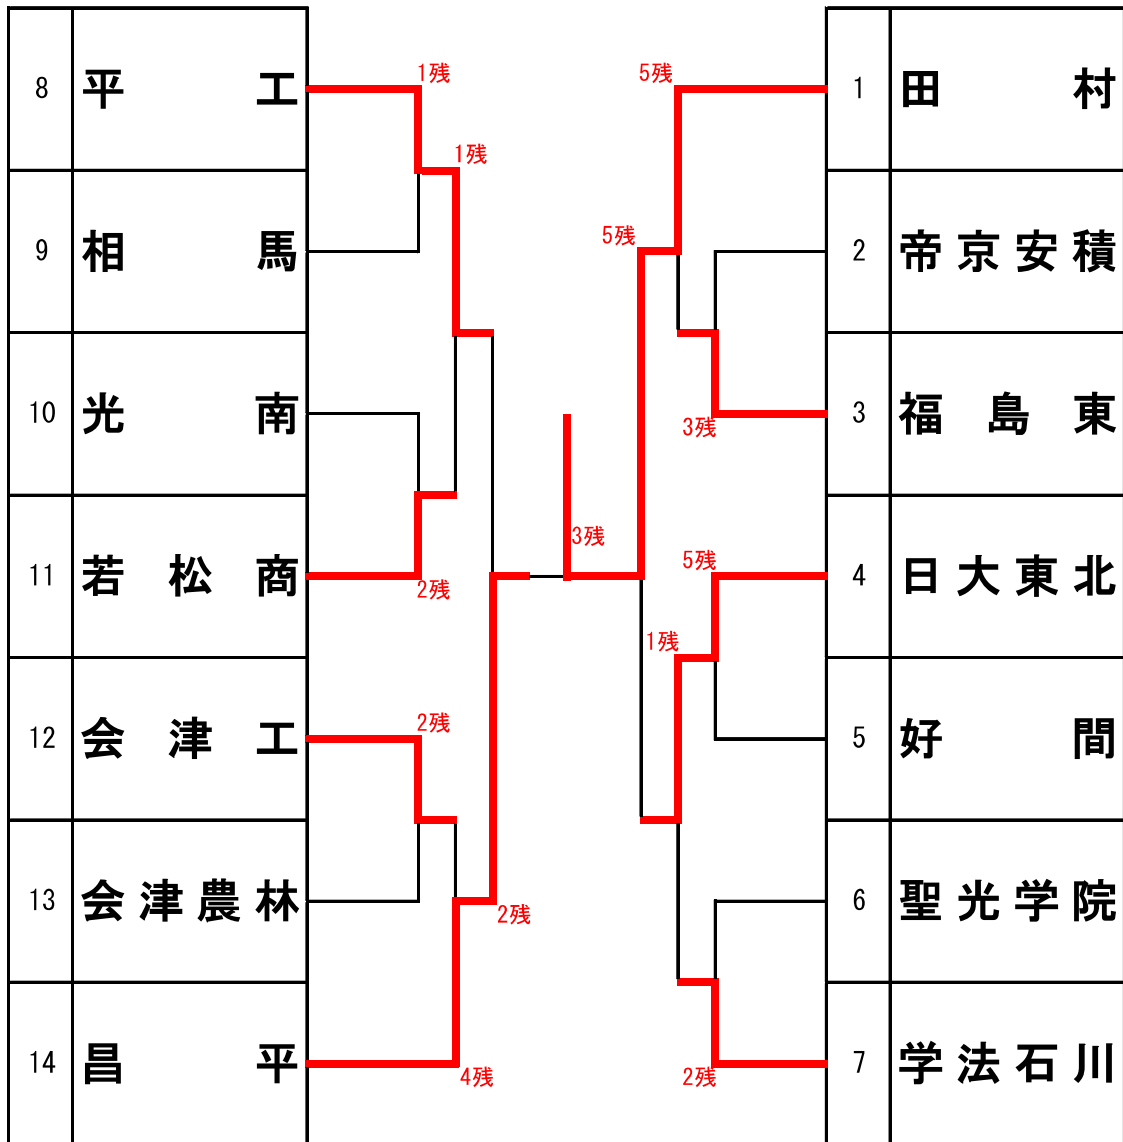 8 平工
9 相馬
10 光南
11 若松商
12 会津工
13 会津農林
14 昌平
1残
1残
2残
2残
2残
4残
3残
5残
5残
3残
5残
1残
2残
1 田村
2 帝京安積
3 福島東
4 日大東北
5 好間
6 聖光学院
7 学法石川